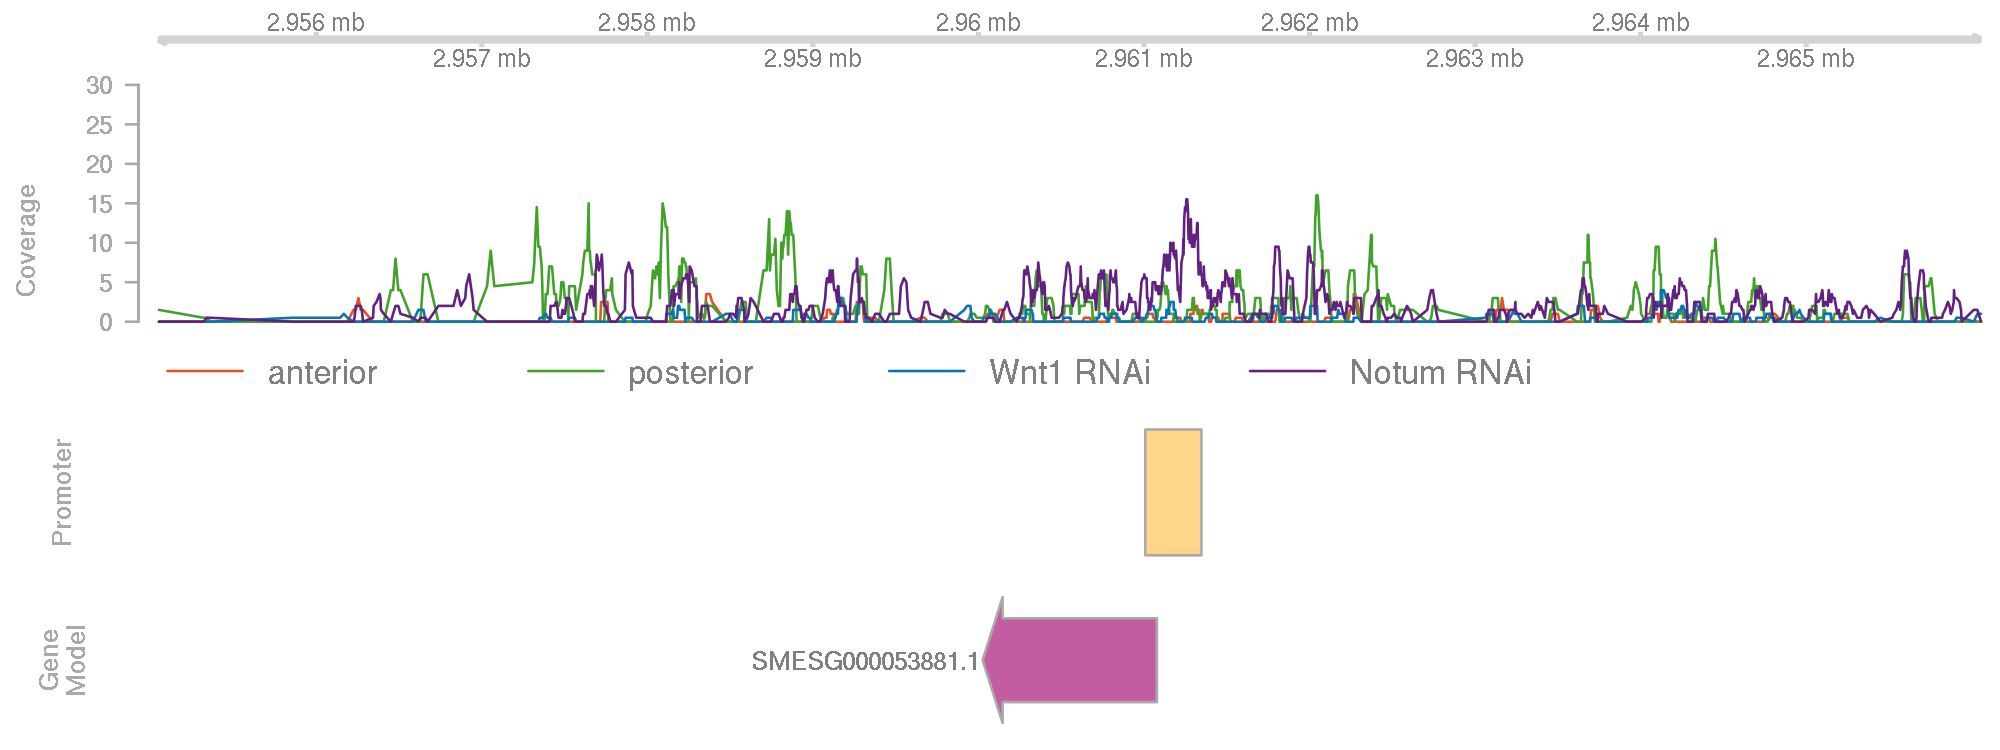 2.956 mb 2.958 mb 2.96 mb 2.962 mb 2.964 mb
2.957 mb 2.959 mb 2.961 mb 2.963 mb 2.965 mb
30
25
20
15
10
5
0
Coverage
anterior posterior Wnt1 RNAi Notum RNAi
Promoter
Gene
Model
SMESG000053881.1